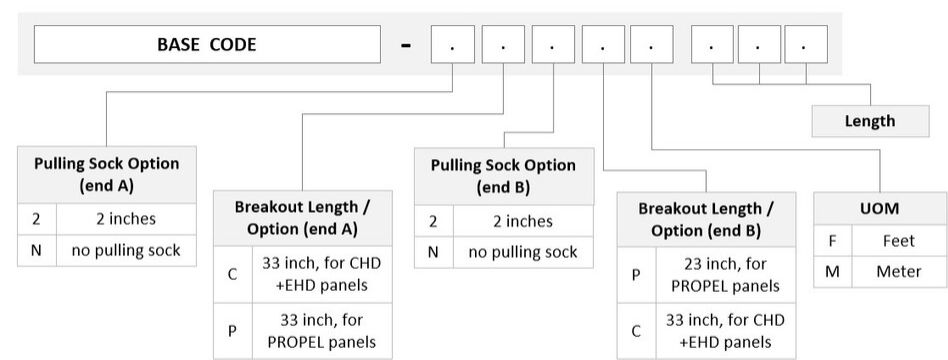 BASE CODE - . . . . . . . .
Length
Pulling Sock Option
(end A)
2 2 inches
N no pulling sock
Breakout Length /
Option (end A)
C 33 inch, for CHD
+EHD panels
P 33 inch, for
PROPEL panels
Pulling Sock Option
(end B)
2 2 inches
N no pulling sock
Breakout Length /
Option (end B)
P 23 inch, for
PROPEL panels
C 33 inch, for CHD
+EHD panels
UOM
F Feet
M Meter